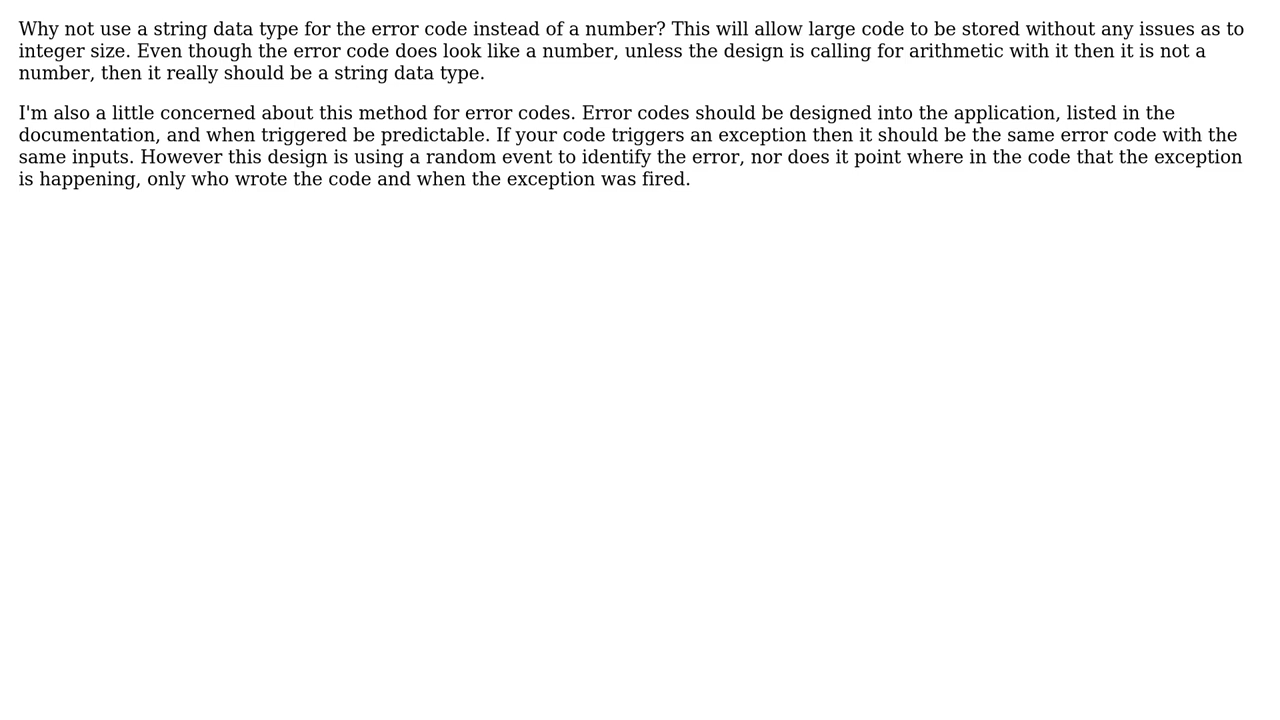 Why not use a string data type for the error code instead of a number? This will allow large code to be stored without any issues as to
integer size. Even though the error code does look like a number, unless the design is calling for arithmetic with it then it is not a
number, then it really should be a string data type.
I'm also a little concerned about this method for error codes. Error codes should be designed into the application, listed in the
documentation, and when triggered be predictable. If your code triggers an exception then it should be the same error code with the
same inputs. However this design is using a random event to identify the error, nor does it point where in the code that the exception
is happening, only who wrote the code and when the exception was fired.